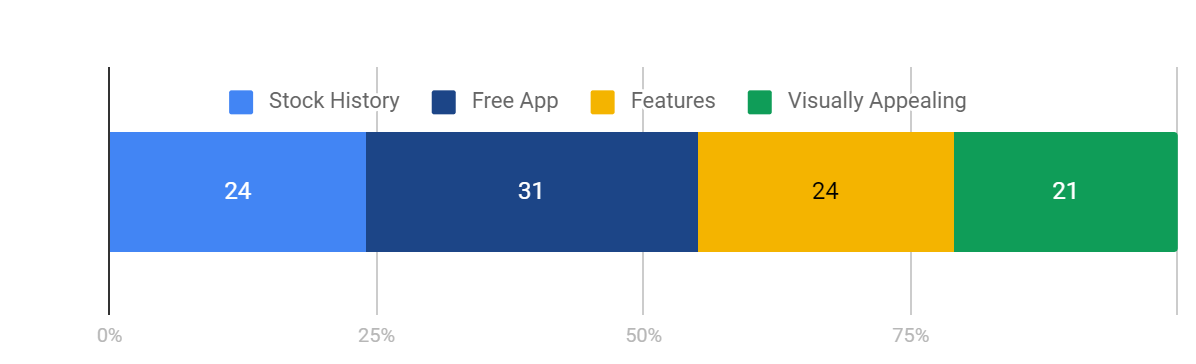 Stock History Free App Features Visually Appealing
24 31 24 21
0% 25% 50% 75%